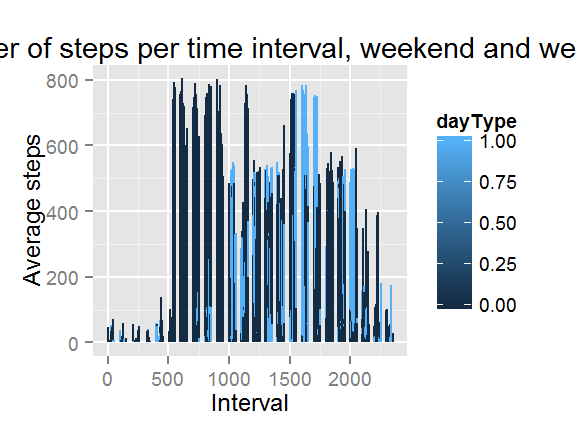 er of steps per time interval, weekend and we
800
600
400
200
0
Average steps
0 500 1000 1500 2000
Interval
dayType
1.00
0.75
0.50
0.25
0.00